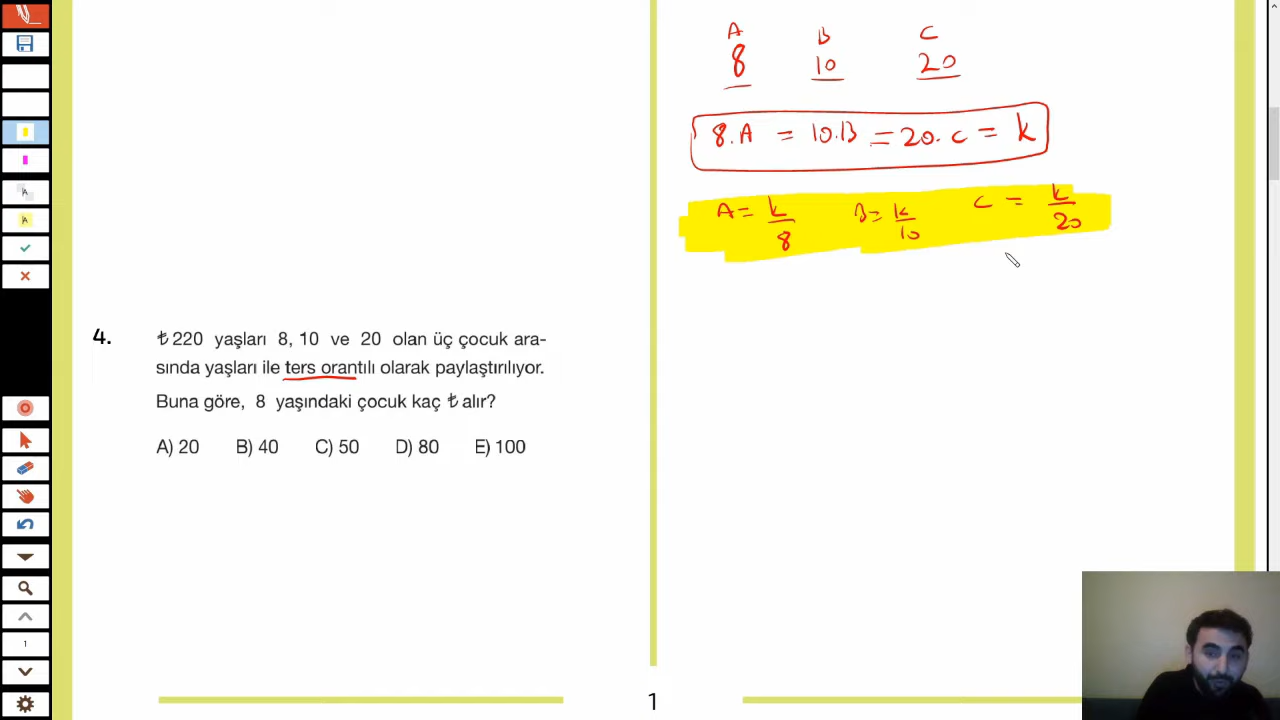 4.
₺220 yaşları 8, 10 ve 20 olan üç çocuk ara-
sında yaşları ile ters orantılı olarak paylaştırılıyor.
Buna göre, 8 yaşındaki çocuk kaç ₺ alır?
A) 20 B) 40 C) 50 D) 80 E) 100
A B C
8 10 20
8.A = 10.B = 20.C = k
A = k/8 B = k/10 C = k/20
1
A
A
1